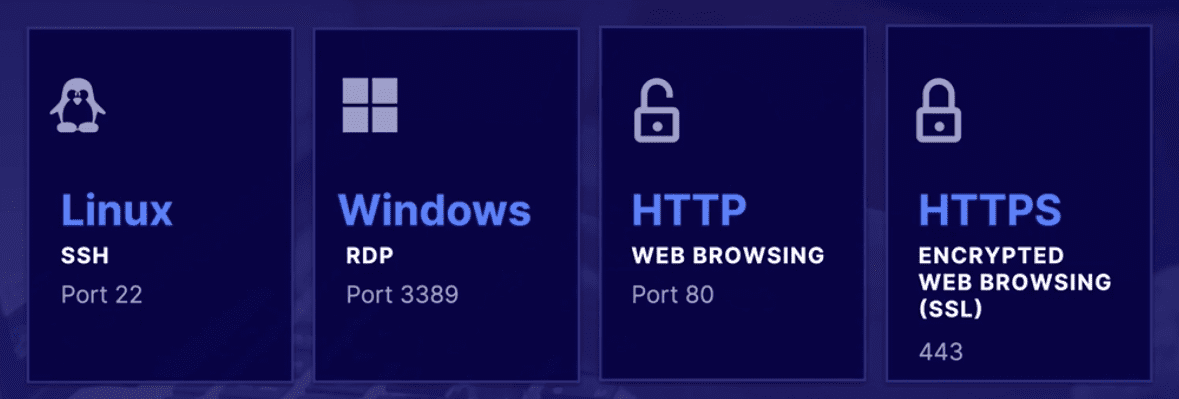 Linux
SSH
Port 22
Windows
RDP
Port 3389
HTTP
WEB BROWSING
Port 80
HTTPS
ENCRYPTED
WEB BROWSING
(SSL)
443